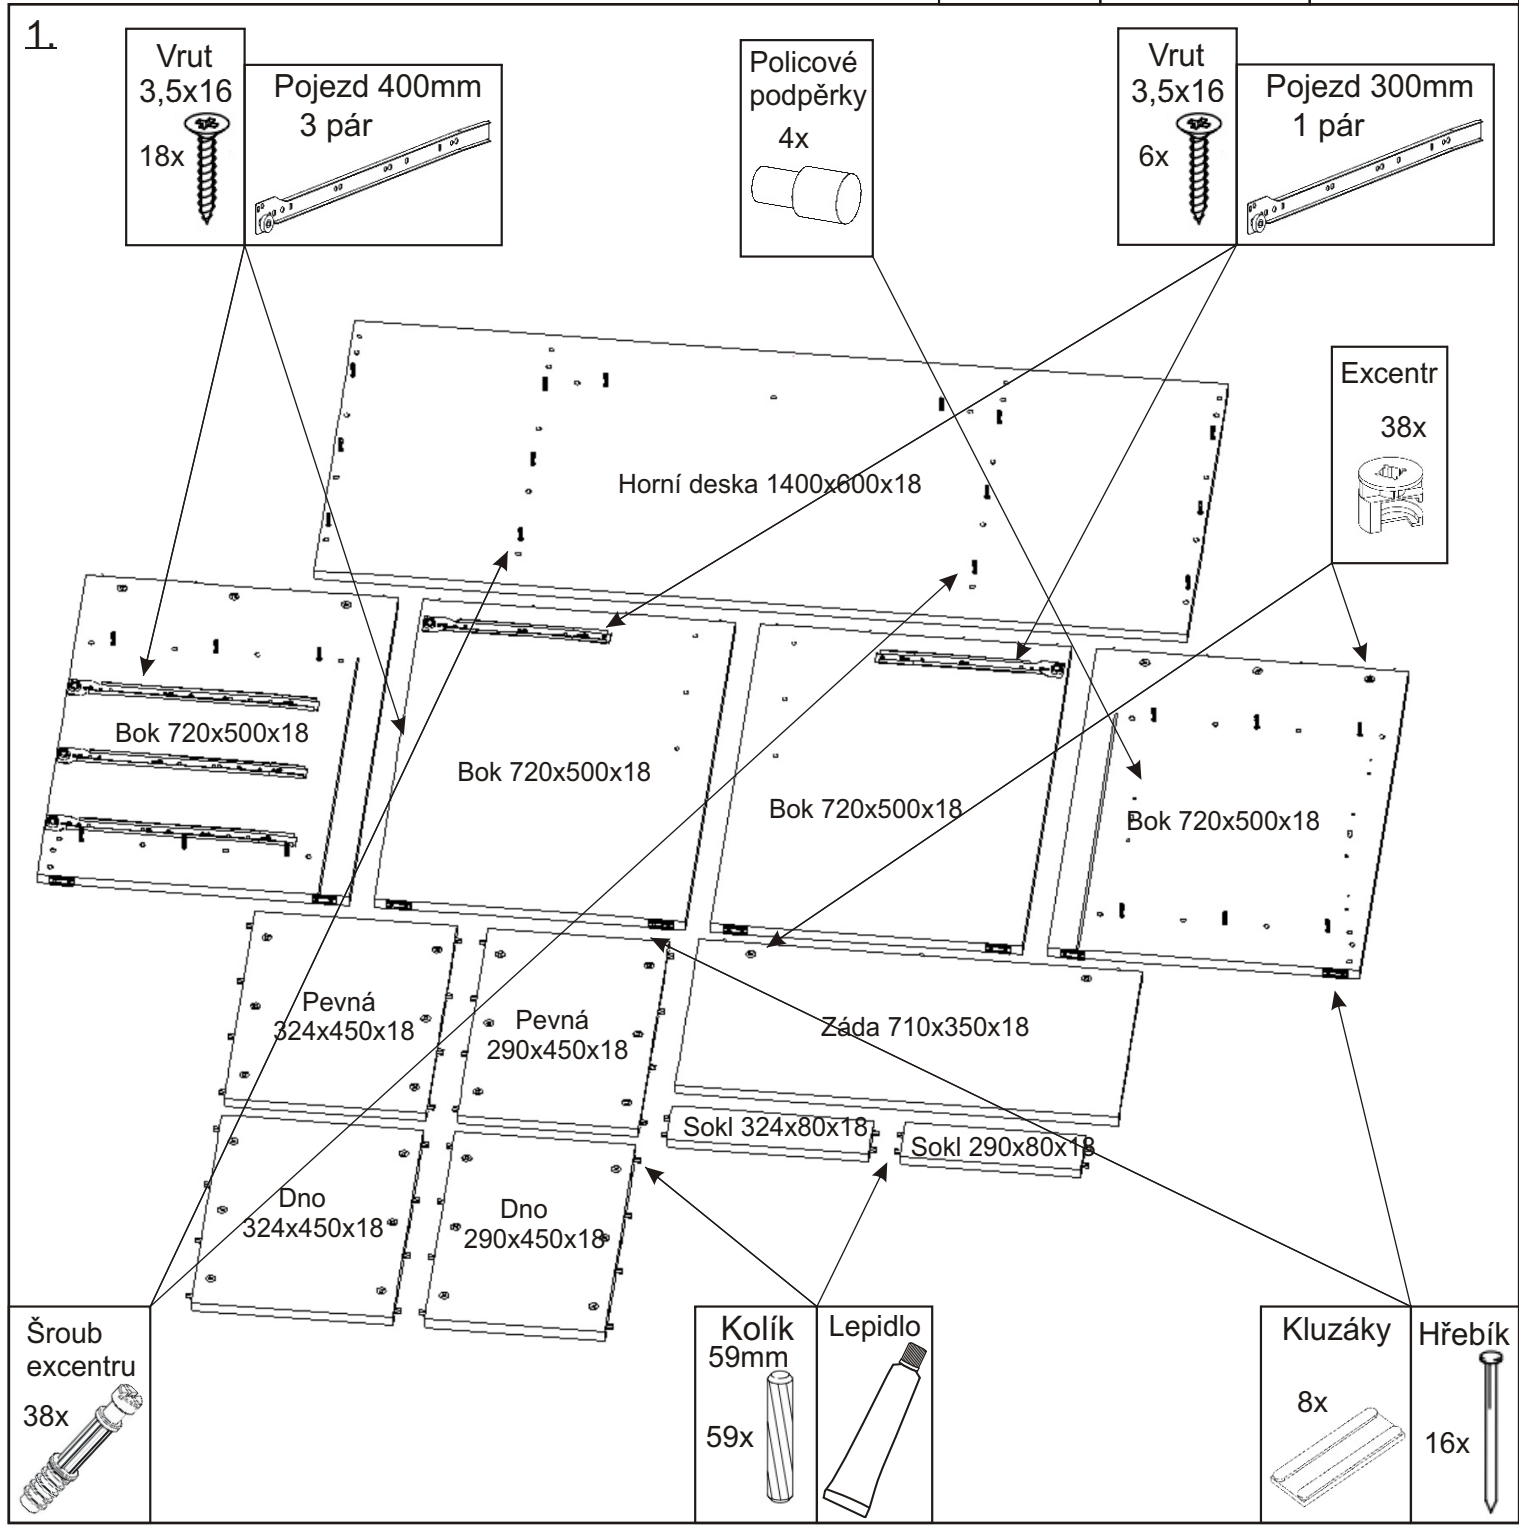 1.
Vrut
3,5x16
18x
Pojezd 400mm
3 pár
Policové
podpěrky
4x
Vrut
3,5x16
6x
Pojezd 300mm
1 pár
Excentr
38x
Horní deska 1400x600x18
Bok 720x500x18
Bok 720x500x18
Bok 720x500x18
Bok 720x500x18
Pevná
324x450x18
Pevná
290x450x18
Záda 710x350x18
Sokl 324x80x18
Sokl 290x80x18
Dno
324x450x18
Dno
290x450x18
Šroub
excentru
38x
Kolík
59mm
59x
Lepidlo
Kluzáky
8x
Hřebík
16x